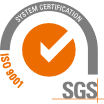 SYSTEM CERTIFICATION
ISO 9001
SGS